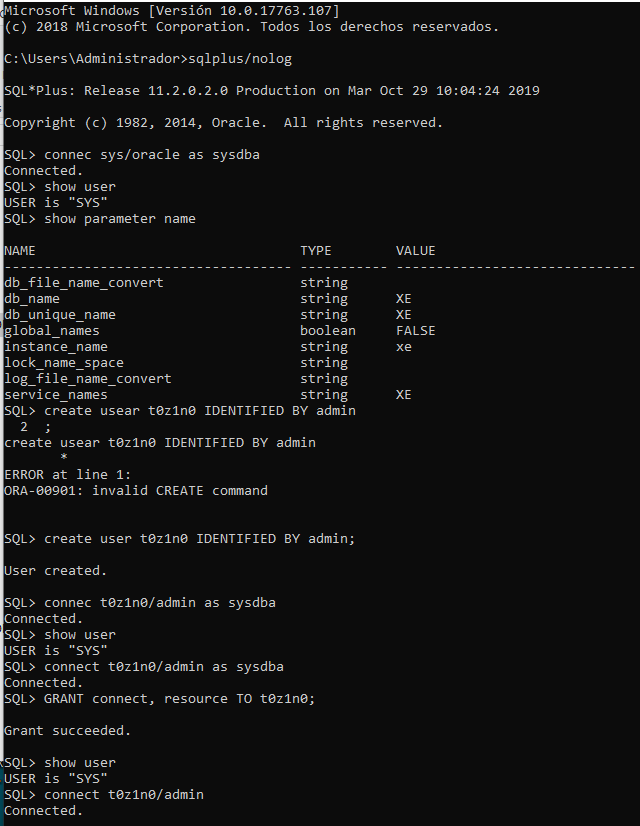 Microsoft Windows [Versión 10.0.17763.107]
(c) 2018 Microsoft Corporation. Todos los derechos reservados.
C:\Users\Administrador>sqlplus/nolog
SQL*Plus: Release 11.2.0.2.0 Production on Mar Oct 29 10:04:24 2019
Copyright (c) 1982, 2014, Oracle.  All rights reserved.
SQL> connec sys/oracle as sysdba
Connected.
SQL> show user
USER is "SYS"
SQL> show parameter name
NAME                                 TYPE        VALUE
------------------------------------ ----------- ------------------------------
db_file_name_convert                 string
db_name                              string      XE
db_unique_name                       string      XE
global_names                         boolean     FALSE
instance_name                        string      xe
lock_name_space                      string
log_file_name_convert                string
service_names                        string      XE
SQL> create usear t0z1n0 IDENTIFIED BY admin
  2  ;
create usear t0z1n0 IDENTIFIED BY admin
       *
ERROR at line 1:
ORA-00901: invalid CREATE command
SQL> create user t0z1n0 IDENTIFIED BY admin;
User created.
SQL> connec t0z1n0/admin as sysdba
Connected.
SQL> show user
USER is "SYS"
SQL> connect t0z1n0/admin as sysdba
Connected.
SQL> GRANT connect, resource TO t0z1n0;
Grant succeeded.
SQL> show user
USER is "SYS"
SQL> connect t0z1n0/admin
Connected.